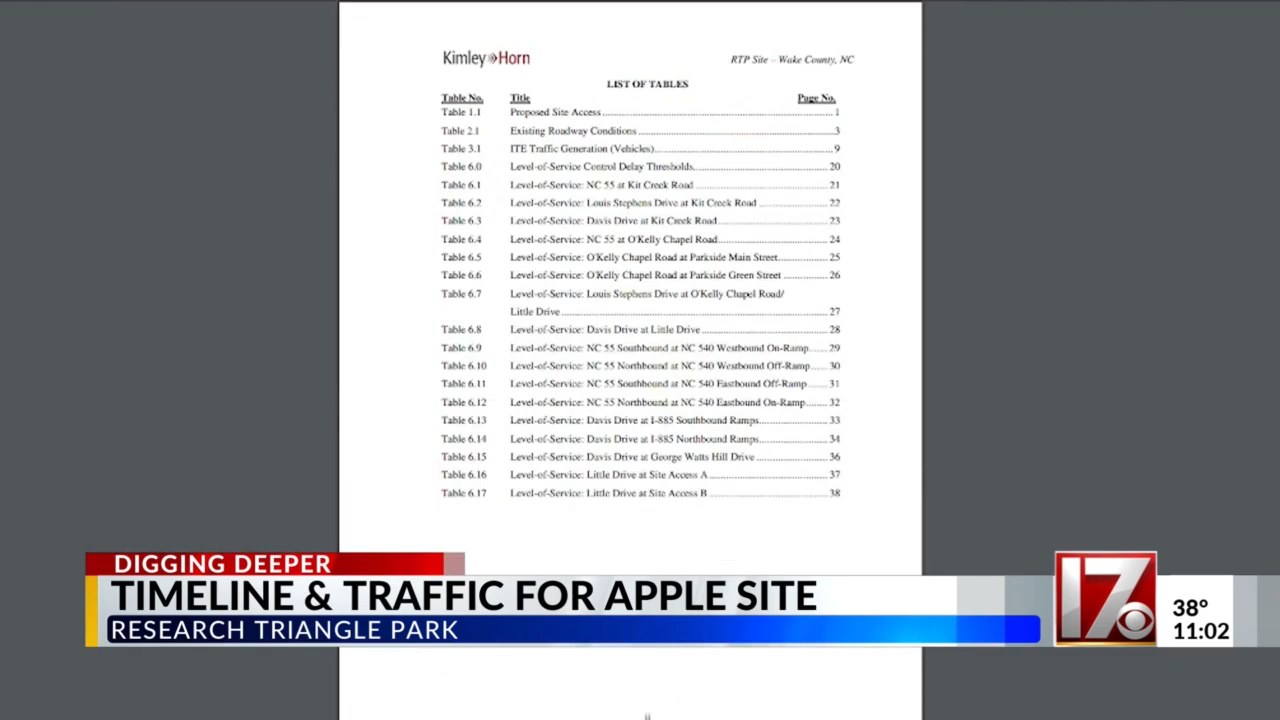 Kimley»Horn
RTP Site – Wake County, NC
LIST OF TABLES
Table No. Title Page No.
Table 1.1 Proposed Site Access 1
Table 2.1 Existing Roadway Conditions 3
Table 3.1 ITE Traffic Generation (Vehicles) 9
Table 6.0 Level-of-Service Control Delay Thresholds 20
Table 6.1 Level-of-Service: NC 55 at Kit Creek Road 21
Table 6.2 Level-of-Service: Louis Stephens Drive at Kit Creek Road 22
Table 6.3 Level-of-Service: Davis Drive at Kit Creek Road 23
Table 6.4 Level-of-Service: NC 55 at O'Kelly Chapel Road 24
Table 6.5 Level-of-Service: O'Kelly Chapel Road at Parkside Main Street 25
Table 6.6 Level-of-Service: O'Kelly Chapel Road at Parkside Green Street 26
Table 6.7 Level-of-Service: Louis Stephens Drive at O'Kelly Chapel Road/
Little Drive 27
Table 6.8 Level-of-Service: Davis Drive at Little Drive 28
Table 6.9 Level-of-Service: NC 55 Southbound at NC 540 Westbound On-Ramp 29
Table 6.10 Level-of-Service: NC 55 Northbound at NC 540 Westbound Off-Ramp 30
Table 6.11 Level-of-Service: NC 55 Southbound at NC 540 Eastbound Off-Ramp 31
Table 6.12 Level-of-Service: NC 55 Northbound at NC 540 Eastbound On-Ramp 32
Table 6.13 Level-of-Service: Davis Drive at I-885 Southbound Ramps 33
Table 6.14 Level-of-Service: Davis Drive at I-885 Northbound Ramps 34
Table 6.15 Level-of-Service: Davis Drive at George Watts Hill Drive 36
Table 6.16 Level-of-Service: Little Drive at Site Access A 37
Table 6.17 Level-of-Service: Little Drive at Site Access B 38
DIGGING DEEPER
TIMELINE & TRAFFIC FOR APPLE SITE
RESEARCH TRIANGLE PARK
17
38°
11:02